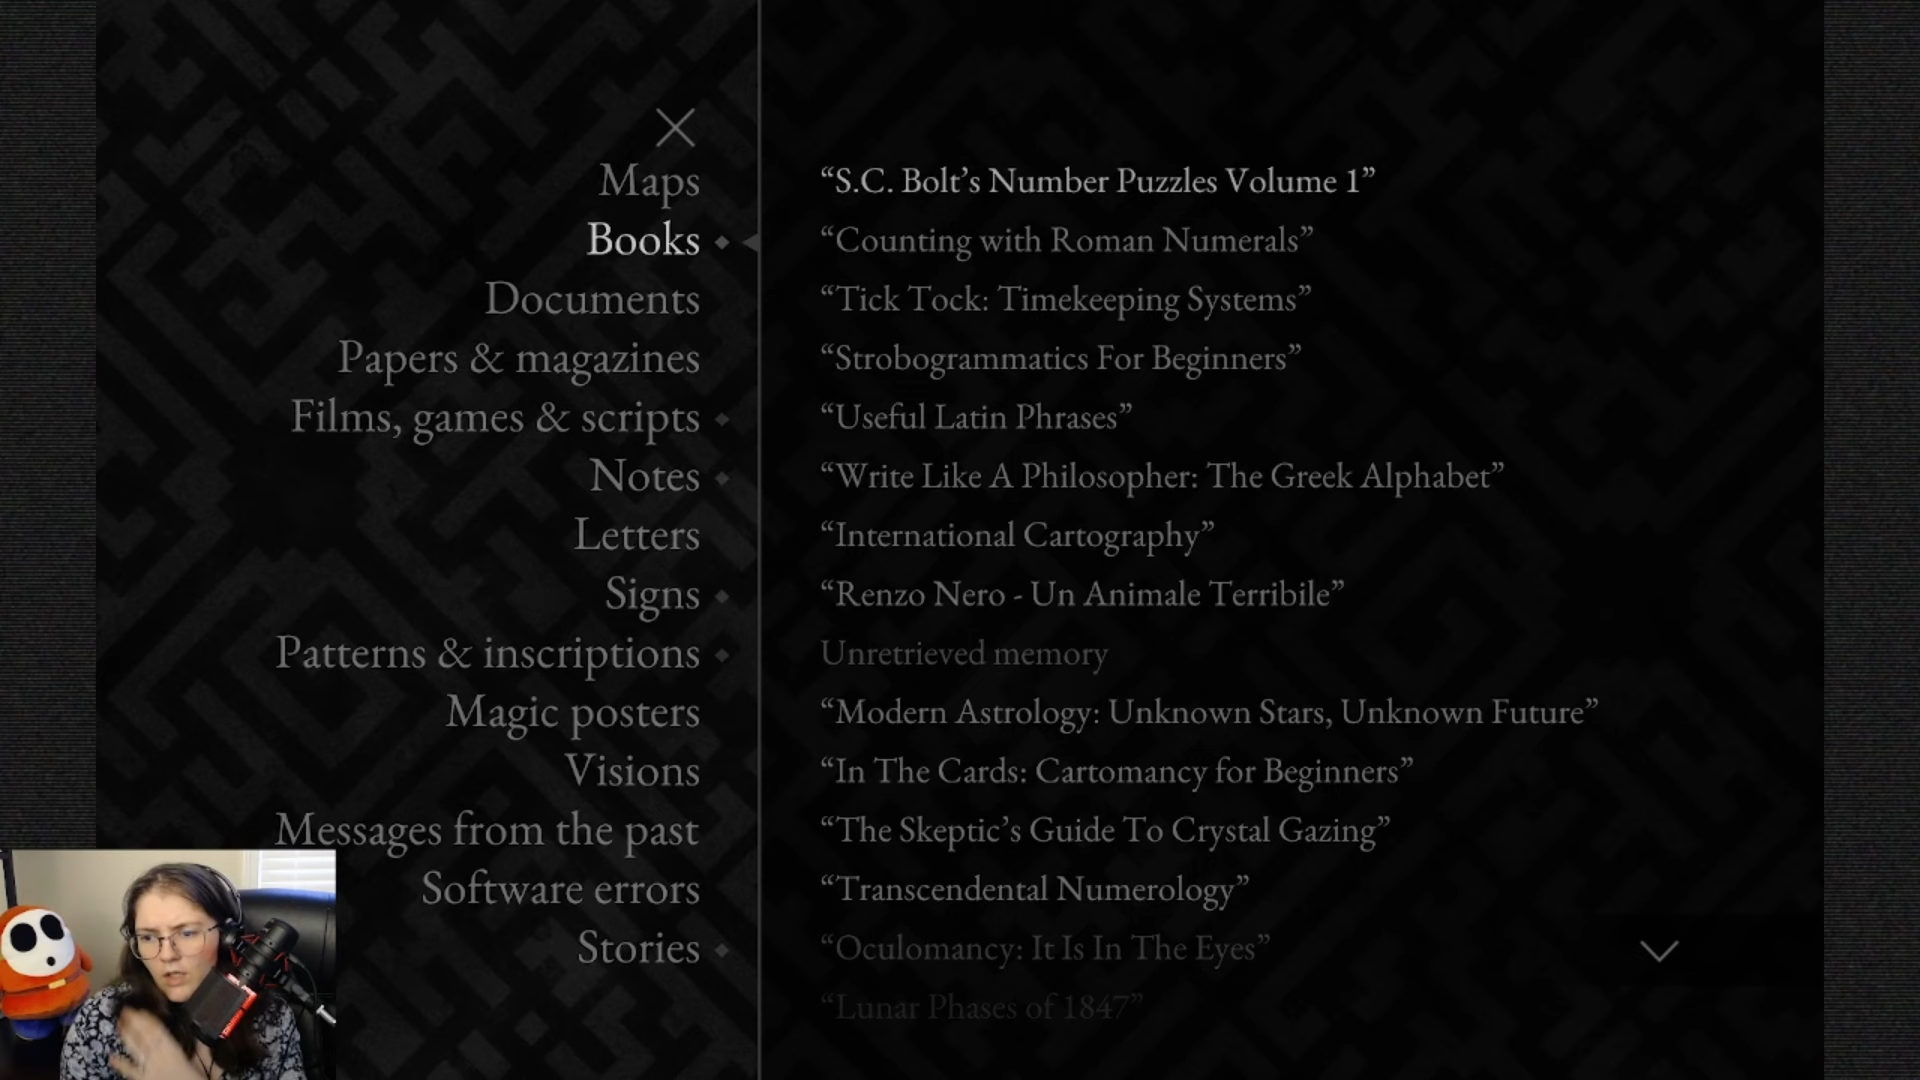 Maps
Books
Documents
Papers & magazines
Films, games & scripts
Notes
Letters
Signs
Patterns & inscriptions
Magic posters
Visions
Messages from the past
Software errors
Stories
“S.C. Bolt’s Number Puzzles Volume 1”
“Counting with Roman Numerals”
“Tick Tock: Timekeeping Systems”
“Strobogrammatics For Beginners”
“Useful Latin Phrases”
“Write Like A Philosopher: The Greek Alphabet”
“International Cartography”
“Renzo Nero - Un Animale Terribile”
Unretrieved memory
“Modern Astrology: Unknown Stars, Unknown Future”
“In The Cards: Cartomancy for Beginners”
“The Skeptic’s Guide To Crystal Gazing”
“Transcendental Numerology”
“Oculomancy: It Is In The Eyes”
“Lunar Phases of 1847”